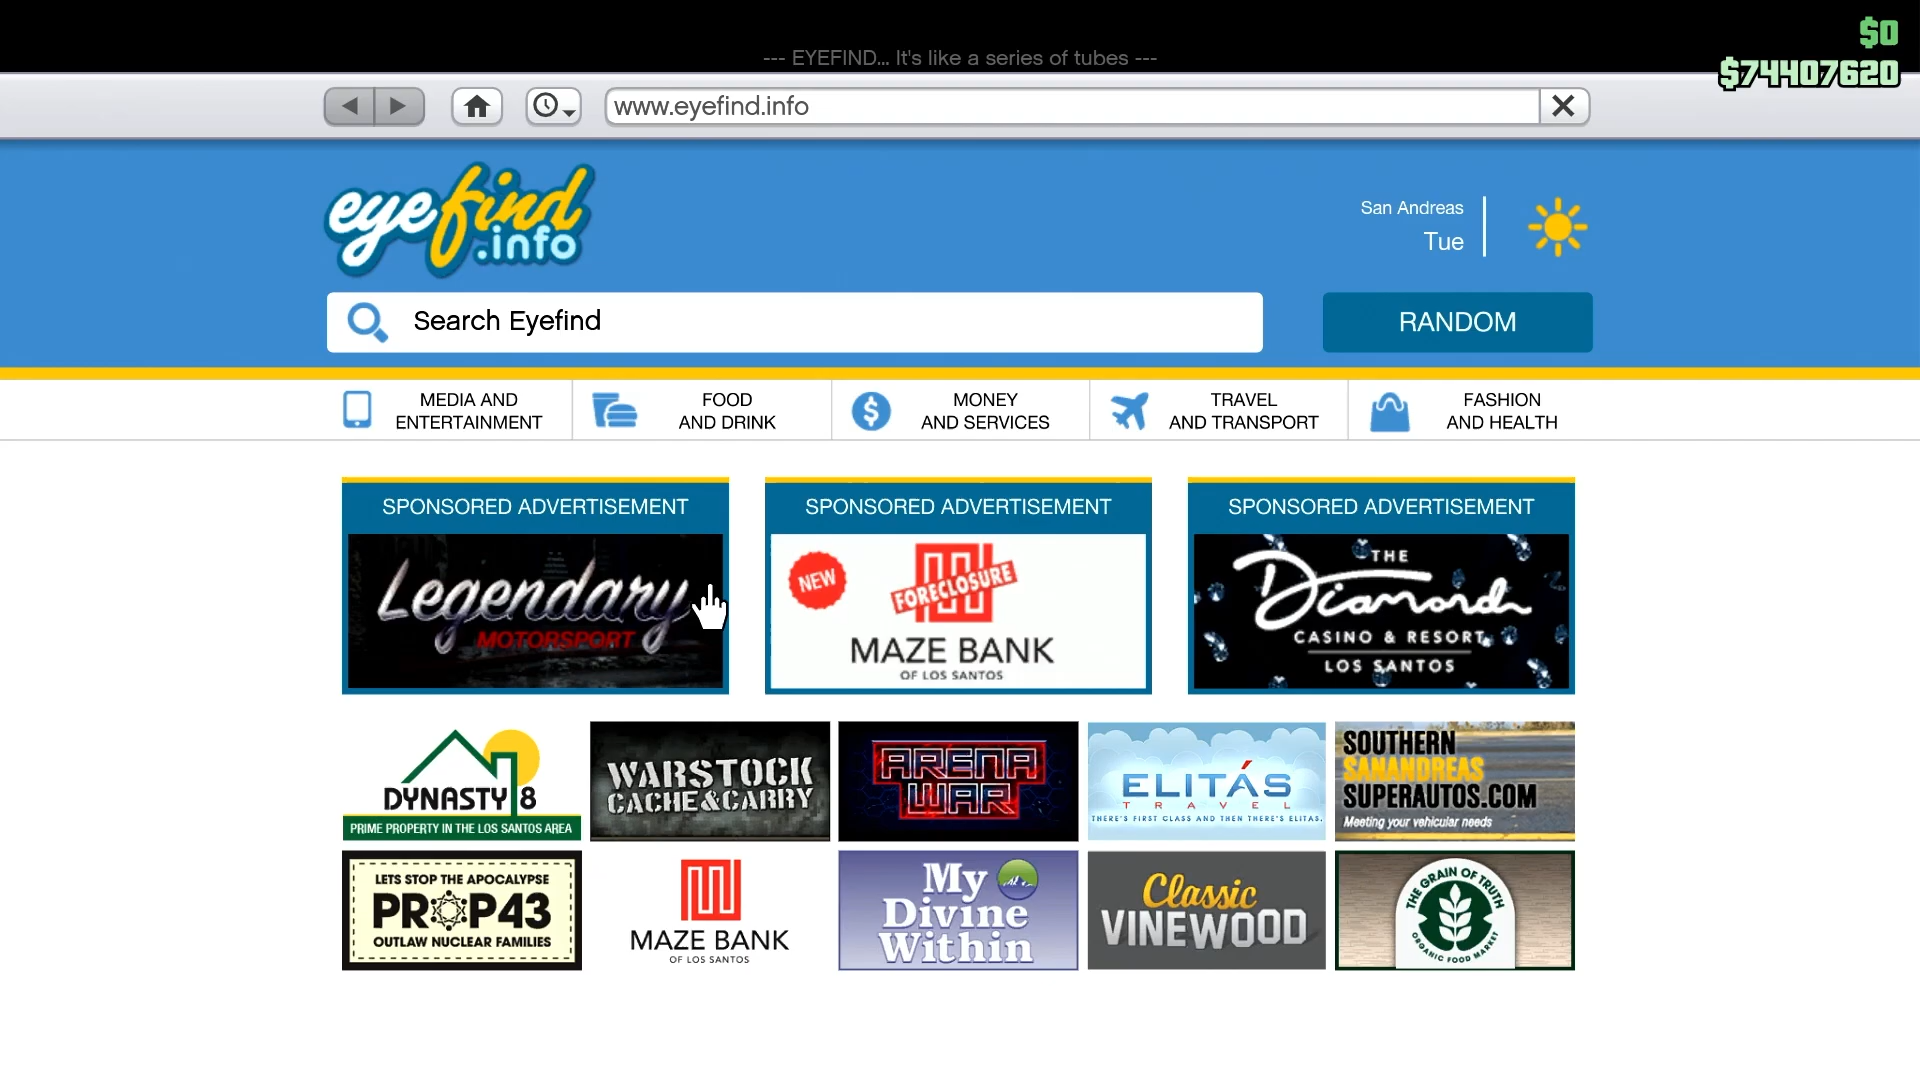 $0
--- EYEFIND... It's like a series of tubes ---
$74407620
www.eyefind.info
eyefind
.info
San Andreas
Tue
Search Eyefind
RANDOM
MEDIA AND
ENTERTAINMENT
FOOD
AND DRINK
MONEY
AND SERVICES
TRAVEL
AND TRANSPORT
FASHION
AND HEALTH
SPONSORED ADVERTISEMENT
Legendary
MOTORSPORT
SPONSORED ADVERTISEMENT
NEW
FORECLOSURE
MAZE BANK
OF LOS SANTOS
SPONSORED ADVERTISEMENT
THE
Diamond
CASINO & RESORT
LOS SANTOS
DYNASTY 8
PRIME PROPERTY IN THE LOS SANTOS AREA
WARSTOCK
CACHE&CARRY
ARENA
WAR
ELITÁS
TRAVEL
THERE'S FIRST CLASS AND THEN THERE'S ELITAS.
SOUTHERN
SANANDREAS
SUPERAUTOS.COM
Meeting your vehicular needs
LETS STOP THE APOCALYPSE
PROP43
OUTLAW NUCLEAR FAMILIES
MAZE BANK
OF LOS SANTOS
My
Divine
Within
Classic
VINEWOOD
THE GRAIN OF TRUTH
ORGANIC FOOD MARKET